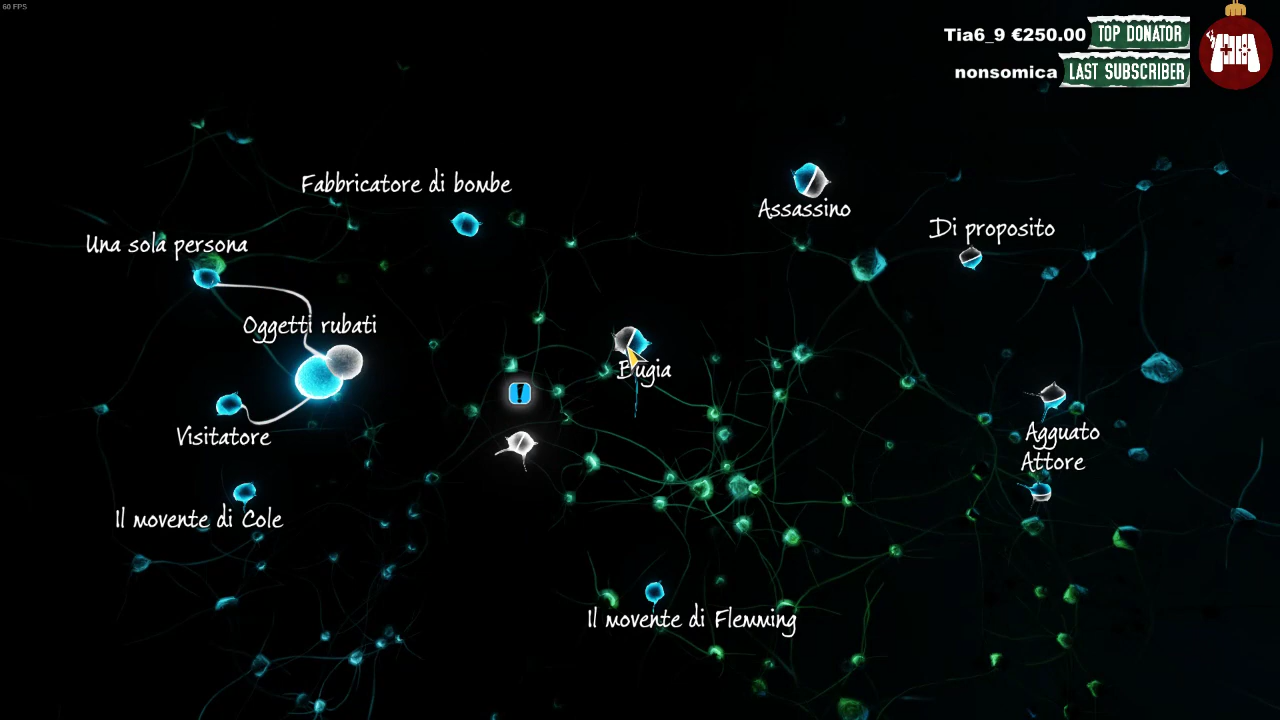 60 FPS
Tia6_9 €250.00 TOP DONATOR
nonsomica LAST SUBSCRIBER
Fabbricatore di bombe
Assassino
Di proposito
Una sola persona
Oggetti rubati
Bugia
!
Visitatore
Agguato
Attore
Il movente di Cole
Il movente di Flemming